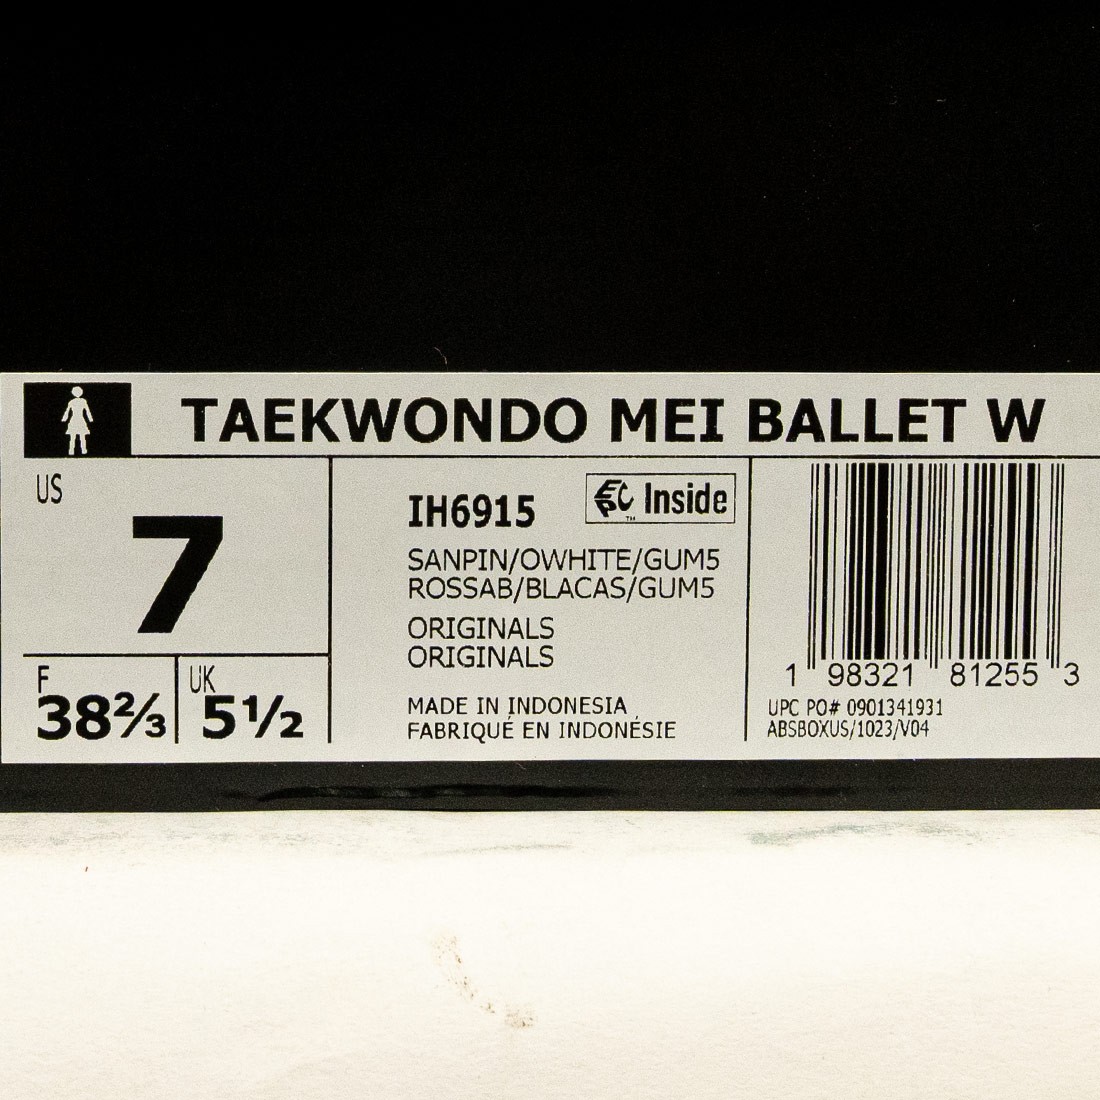 TAEKWONDO MEI BALLET W
US
7
F
38⅔
UK
5½
IH6915
EPC™ Inside
SANPIN/OWHITE/GUM5
ROSSAB/BLACAS/GUM5
ORIGINALS
ORIGINALS
MADE IN INDONESIA
FABRIQUÉ EN INDONÉSIE
1 98321 81255 3
UPC PO# 0901341931
ABSBOXUS/1023/V04